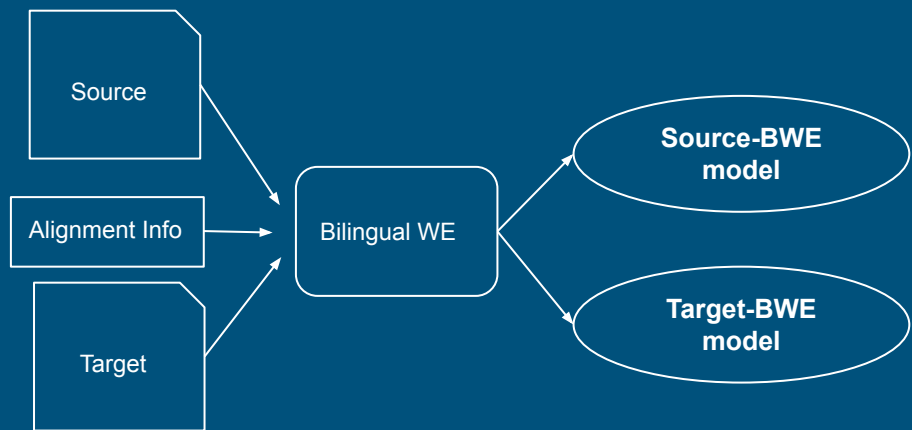 Source
Alignment Info
Target
Bilingual WE
Source-BWE
model
Target-BWE
model